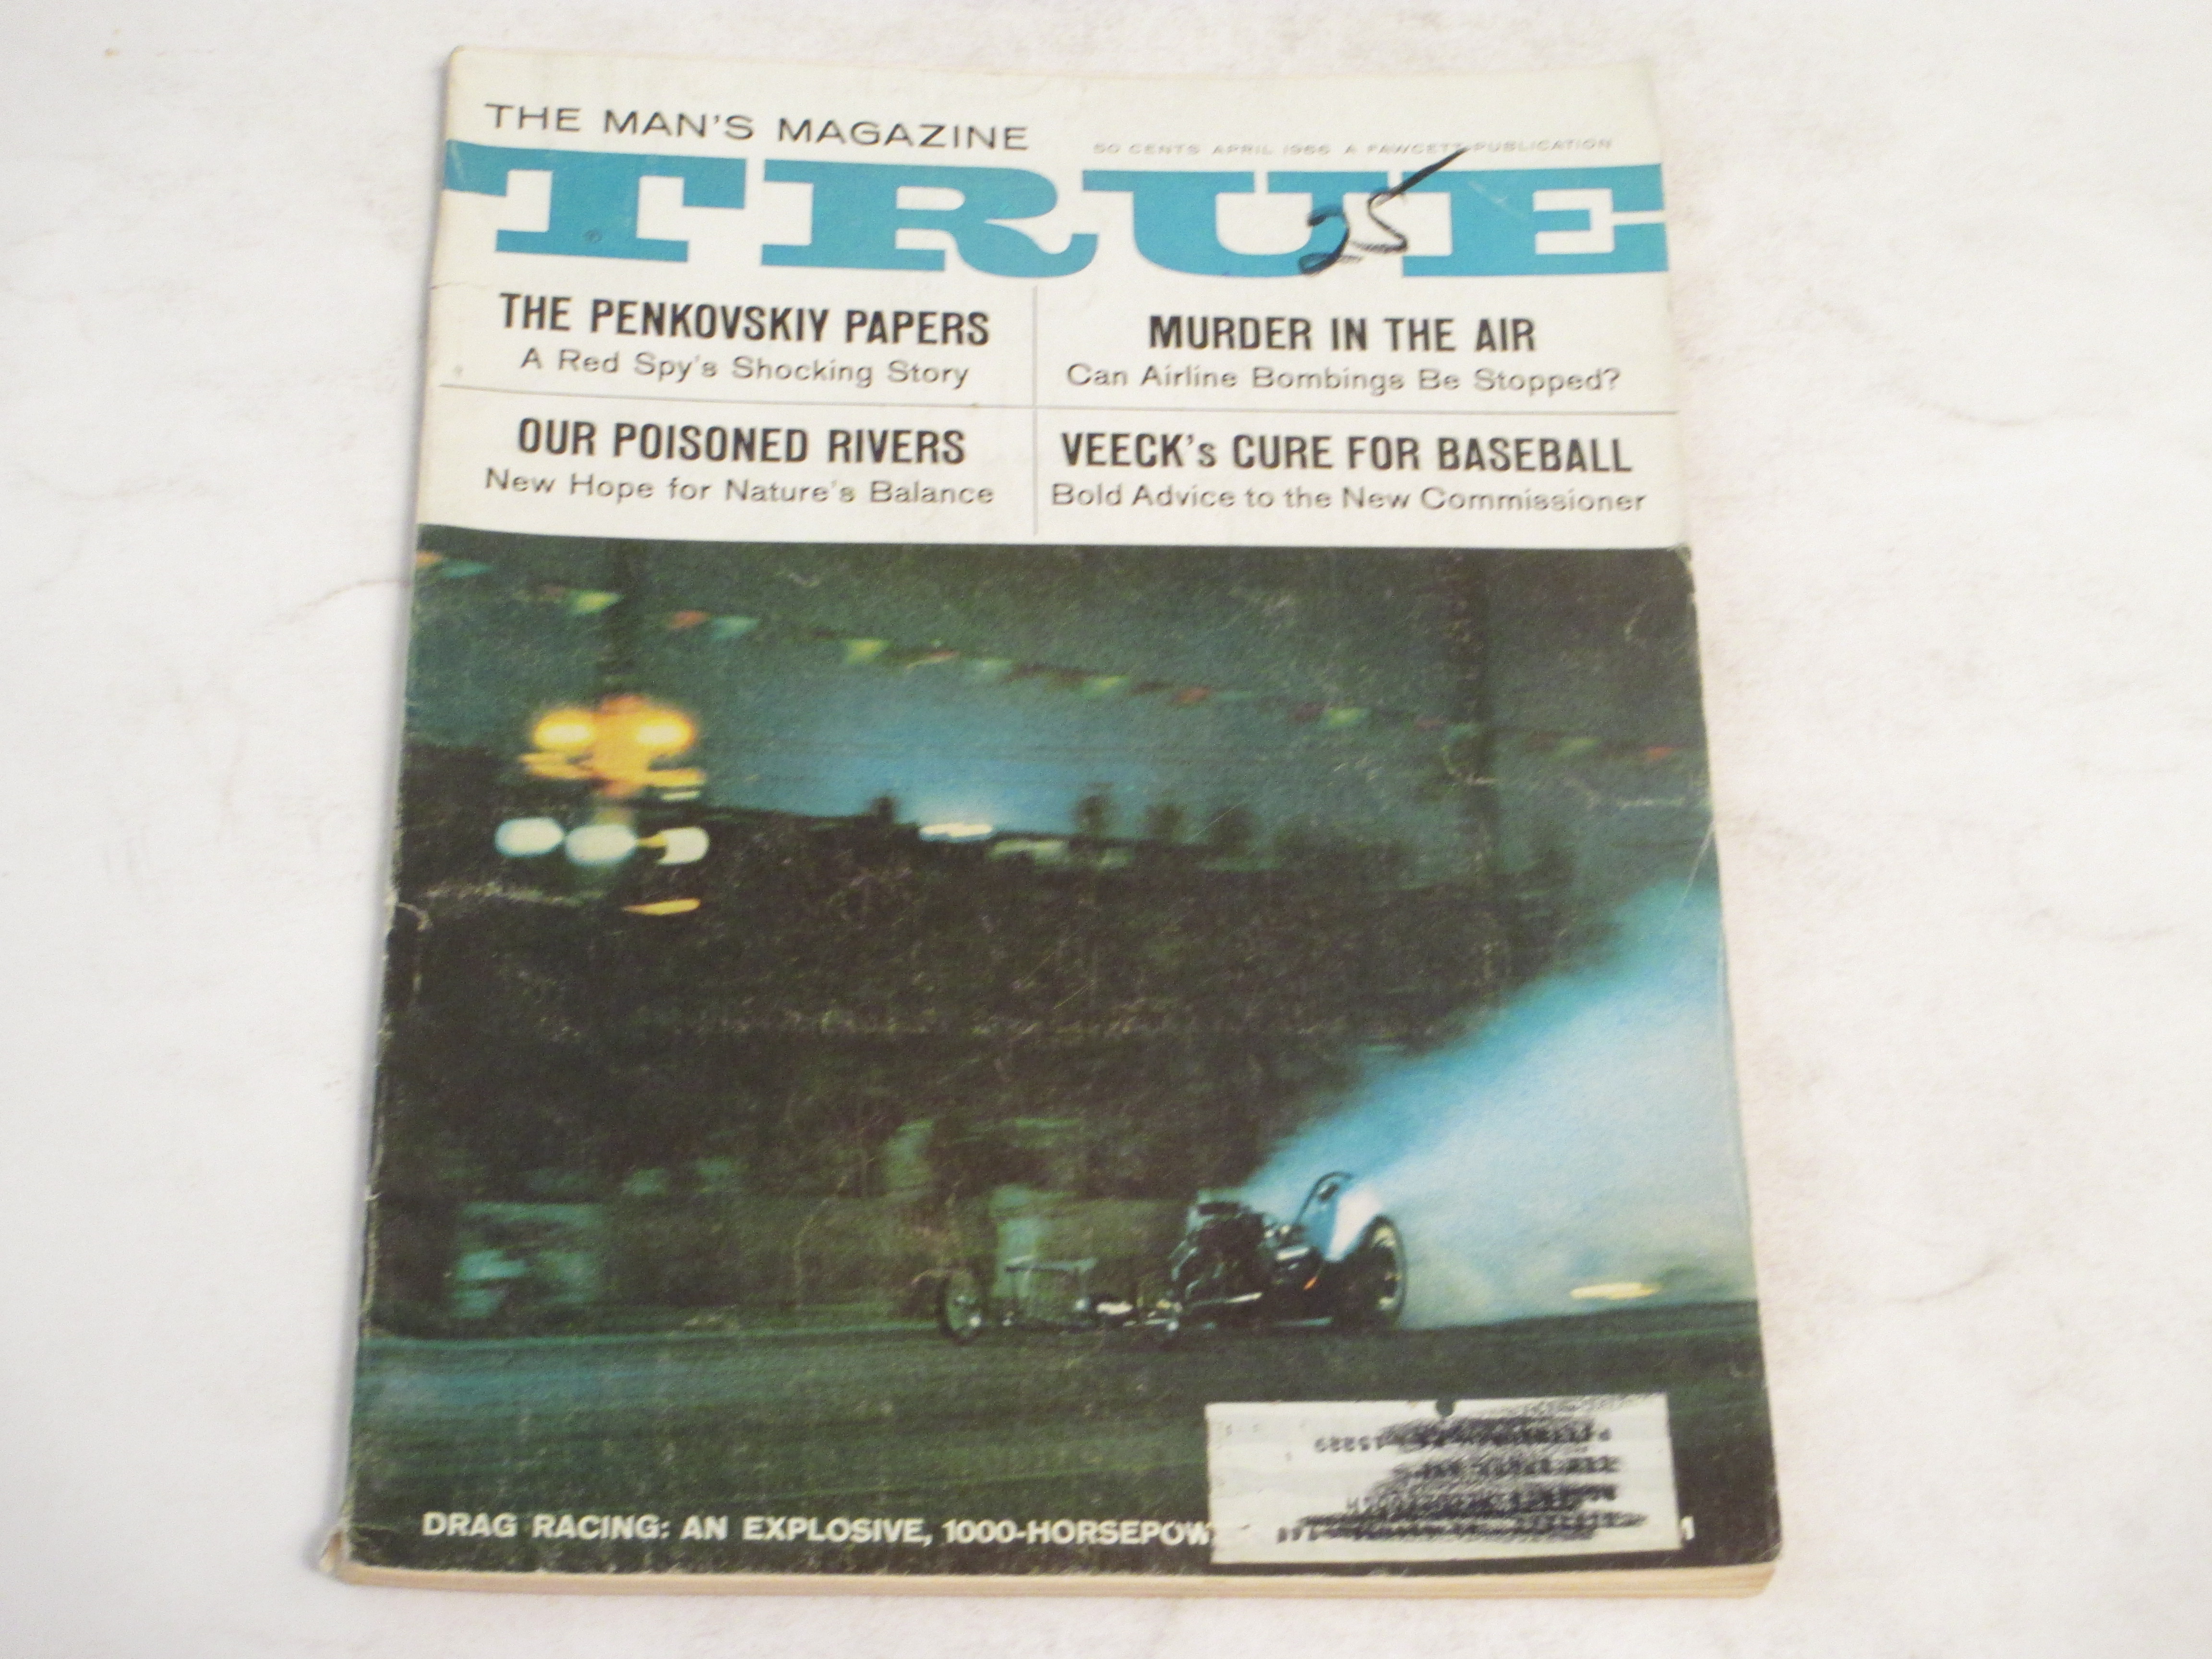 THE MAN'S MAGAZINE
50 CENTS APRIL 1966 A FAWCETT PUBLICATION
TRUE
25
THE PENKOVSKIY PAPERS
A Red Spy's Shocking Story
MURDER IN THE AIR
Can Airline Bombings Be Stopped?
OUR POISONED RIVERS
New Hope for Nature's Balance
VEECK's CURE FOR BASEBALL
Bold Advice to the New Commissioner
DRAG RACING: AN EXPLOSIVE, 1000-HORSEPOW